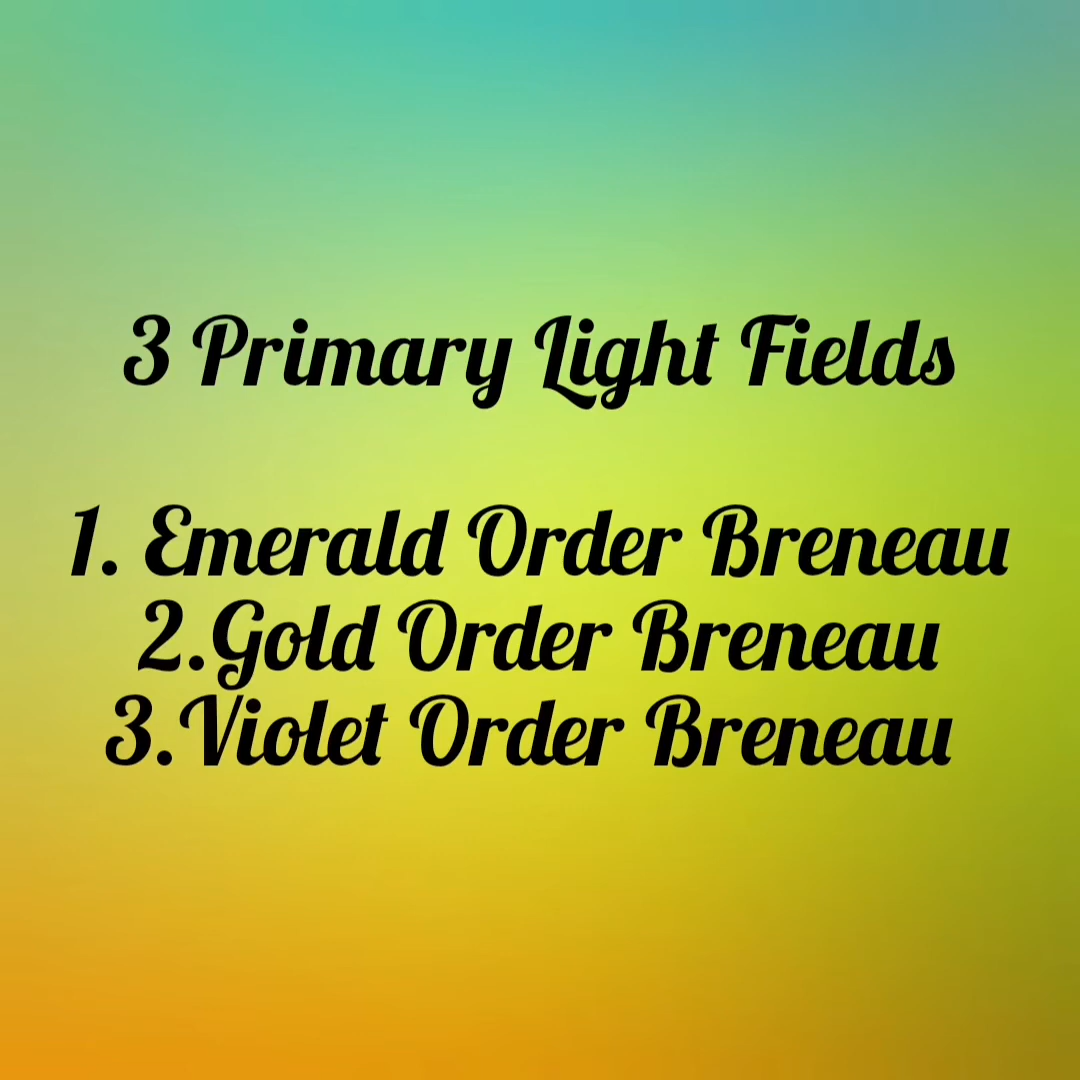 3 Primary Light Fields
1. Emerald Order Breneau
2.Gold Order Breneau
3.Violet Order Breneau